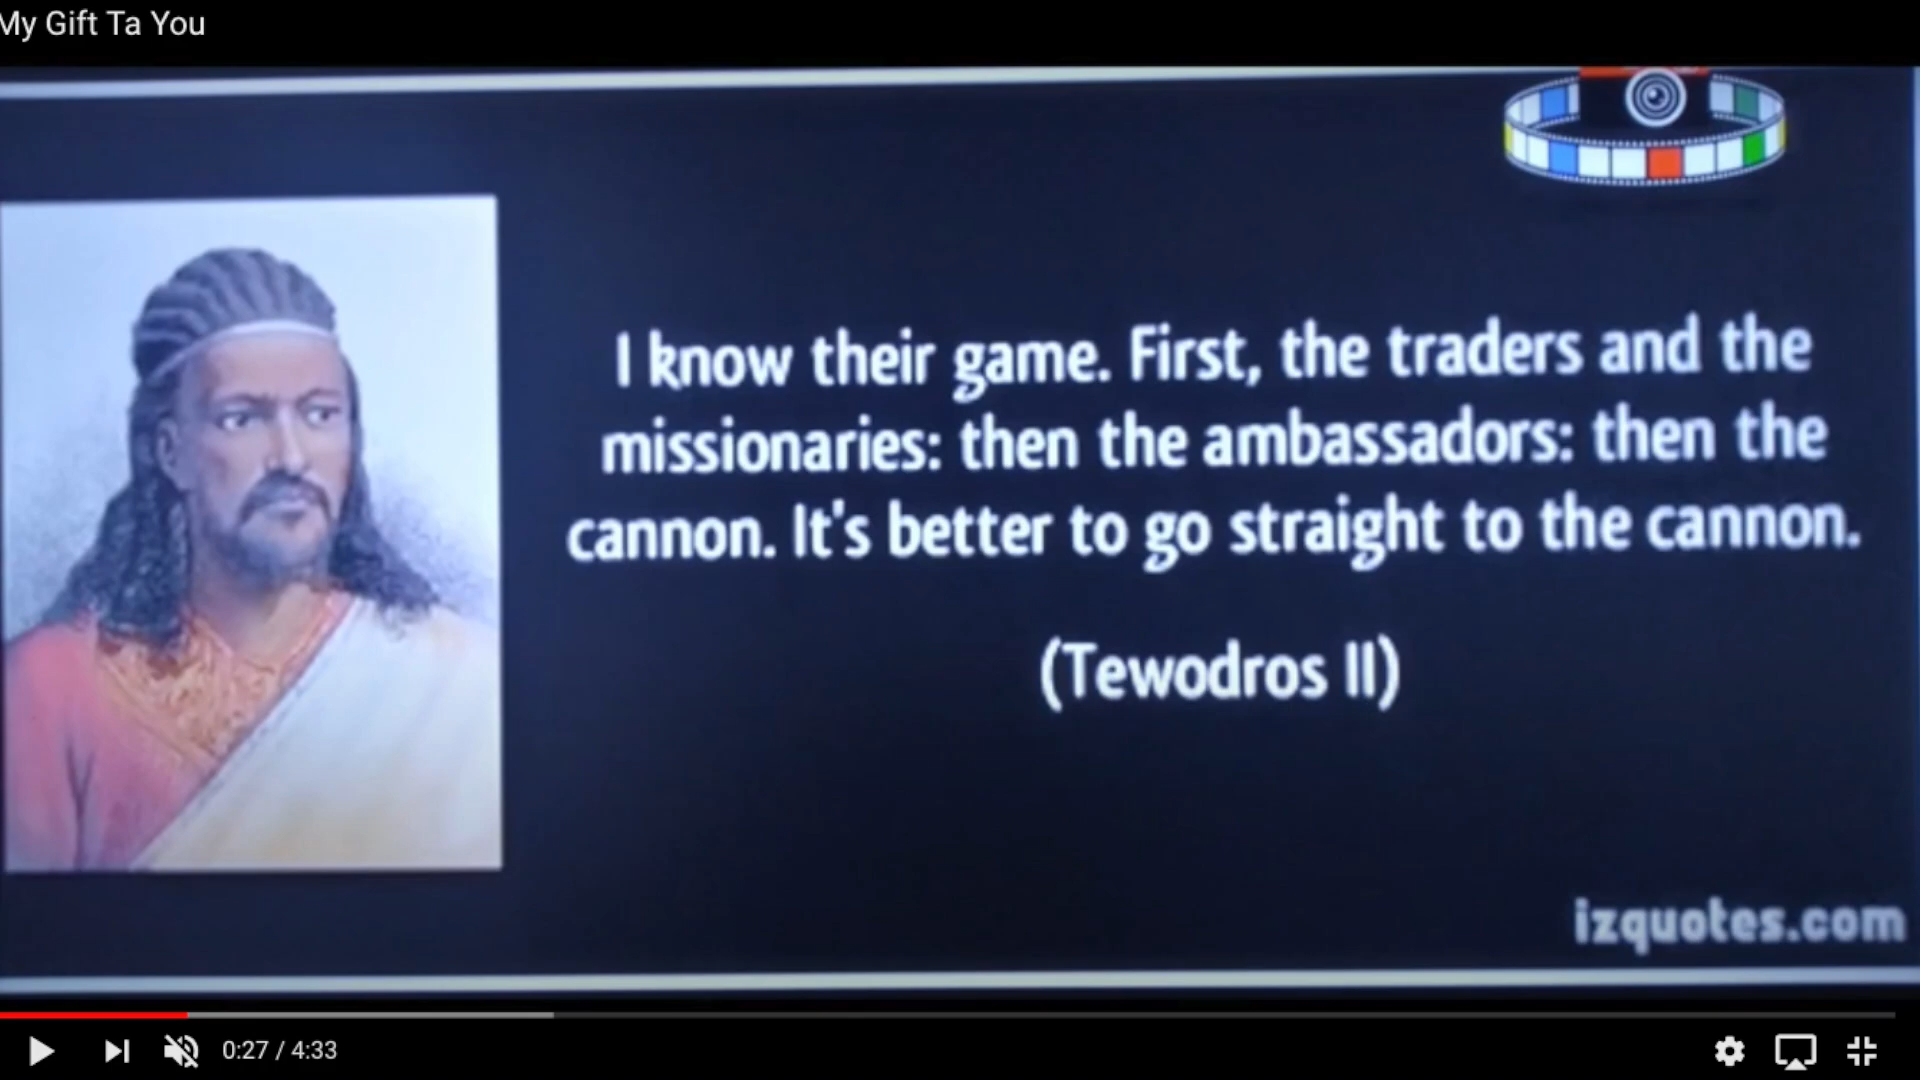 My Gift Ta You
I know their game. First, the traders and the
missionaries: then the ambassadors: then the
cannon. It's better to go straight to the cannon.
(Tewodros II)
izquotes.com
0:27 / 4:33